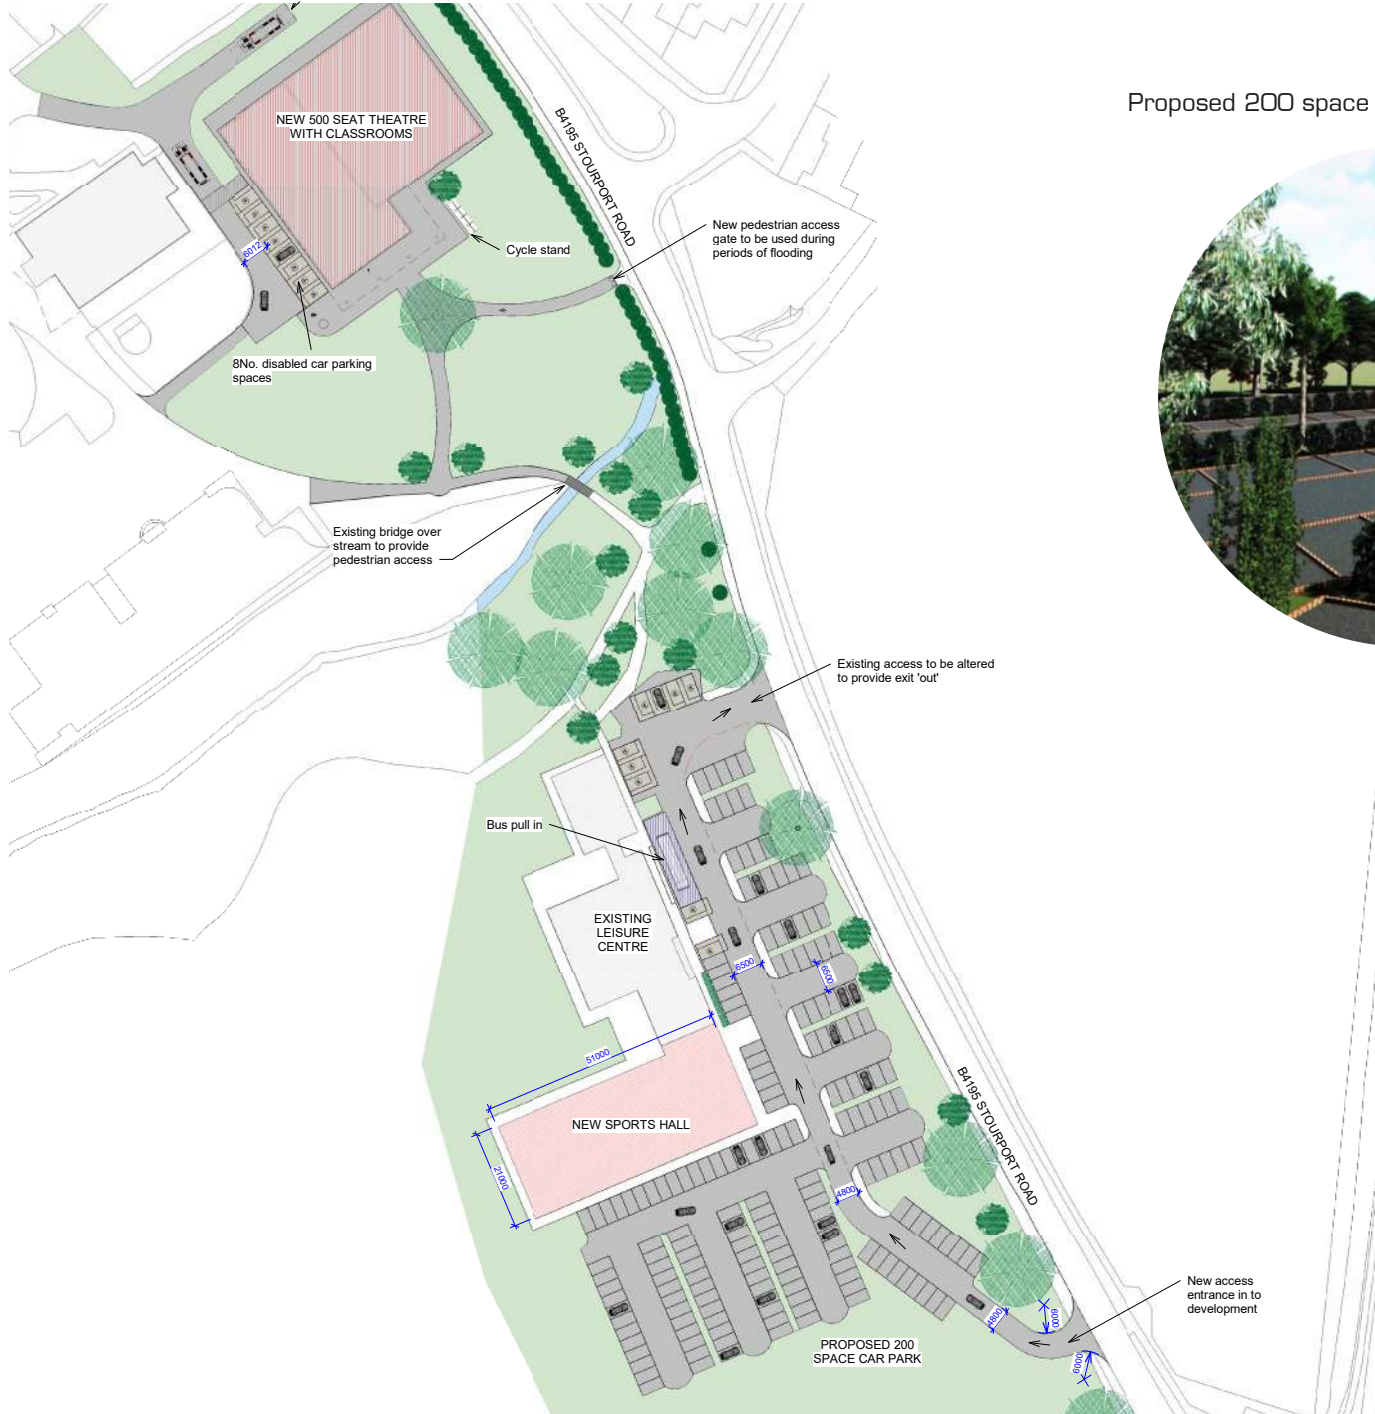 Proposed 200 space
NEW 500 SEAT THEATRE
WITH CLASSROOMS
B4195 STOURPORT ROAD
Cycle stand
New pedestrian access
gate to be used during
periods of flooding
6012
8No. disabled car parking
spaces
Existing bridge over
stream to provide
pedestrian access
Existing access to be altered
to provide exit 'out'
Bus pull in
EXISTING
LEISURE
CENTRE
6500
6500
51000
NEW SPORTS HALL
21000
B4195 STOURPORT ROAD
4800
New access
entrance in to
development
4800
6000
6000
PROPOSED 200
SPACE CAR PARK